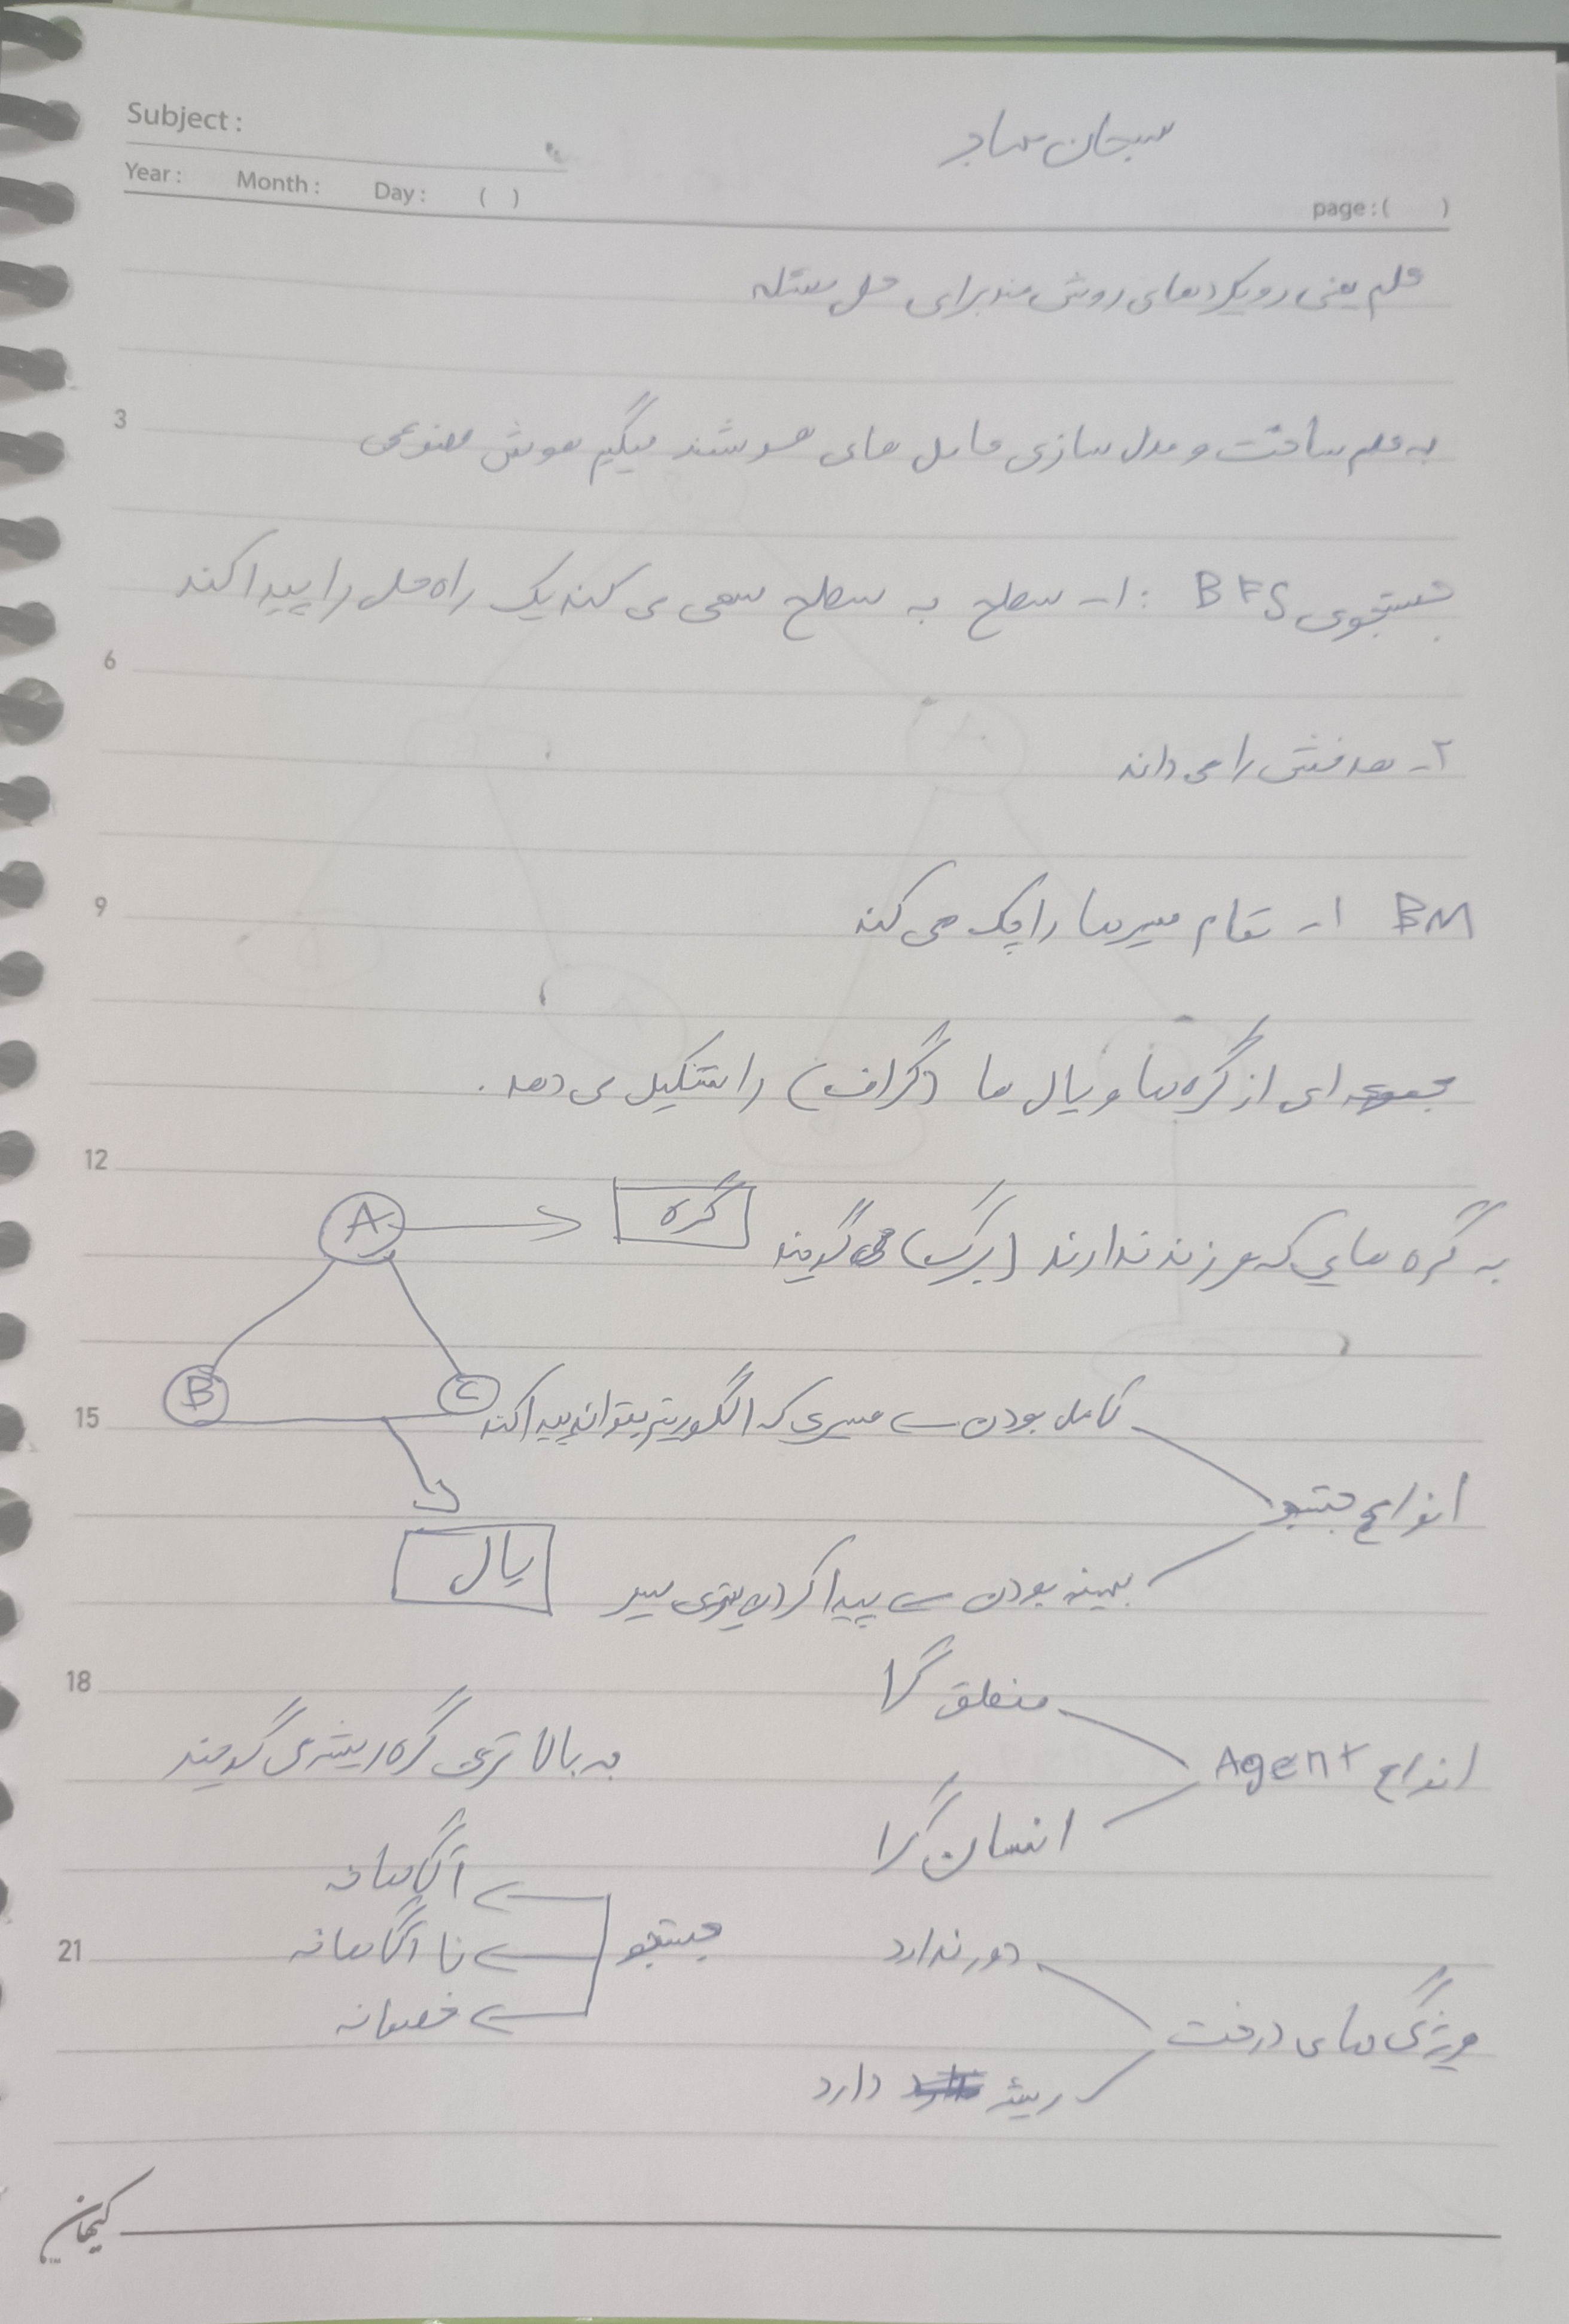 Subject :
سبحان
Year :    Month :    Day :    (   )
page : (    )
علم یعنی رویکردهای روش مند برای حل مسئله
3
به علم ساخت و مدل سازی عامل های هوشمند میگیم هوش مصنوعی
جستجوی BFS : ۱- سطح به سطح سعی می کند یک راه حل را پیدا کند
6
۲- هدفش را می داند
9
BM ۱- تمام مسیرها را چک می کند
مجموعه ای از گره ها و یال ها (گراف) را تشکیل می دهد.
12
A
گره
به گره هایی که فرزند ندارند (برگ) می گویند
B
C
15
کامل بودن مسیری که الگوریتم بتواند پیدا کند
انواع جستجو
یال
بهینه بودن پیدا کردن بهترین مسیر
18
منطق گرا
به بالا ترین گره ریشه می گویند
انواع Agent
انسان گرا
آگاهانه
21
جستجو
نا آگاهانه
دور ندارد
خصمانه
ویژگی های درخت
ریشه دارد
کیهان